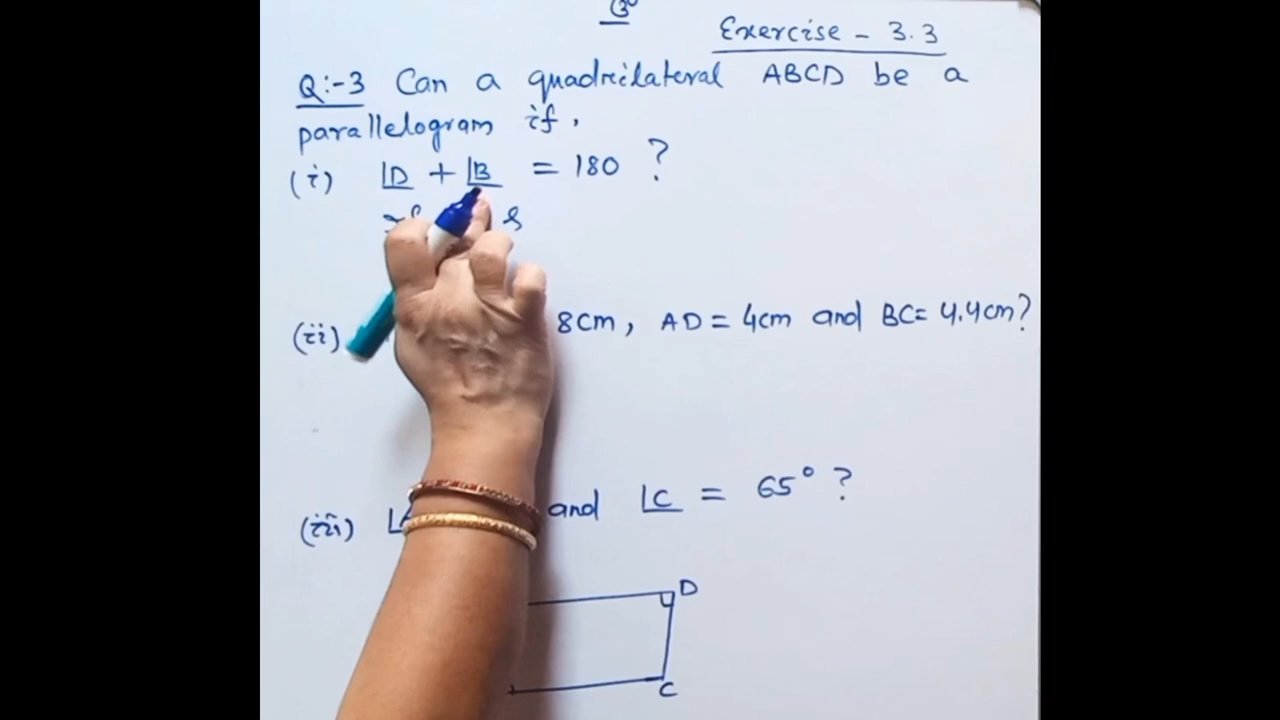 Exercise - 3.3
Q:-3 Can a quadrilateral ABCD be a
parallelogram if,
(i) ∠D + ∠B = 180 ?
(ii) 8cm, AD = 4cm and BC= 4.4cm?
(iii) and ∠C = 65° ?
D
C